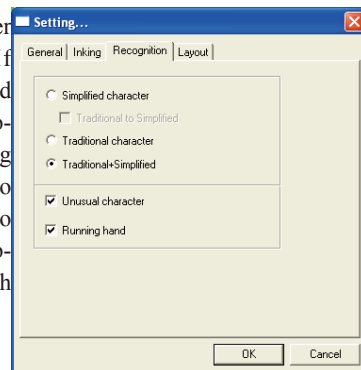 Setting...
General Inking Recognition Layout
Simplified character
Traditional to Simplified
Traditional character
Traditional+Simplified
Unusual character
Running hand
OK Cancel